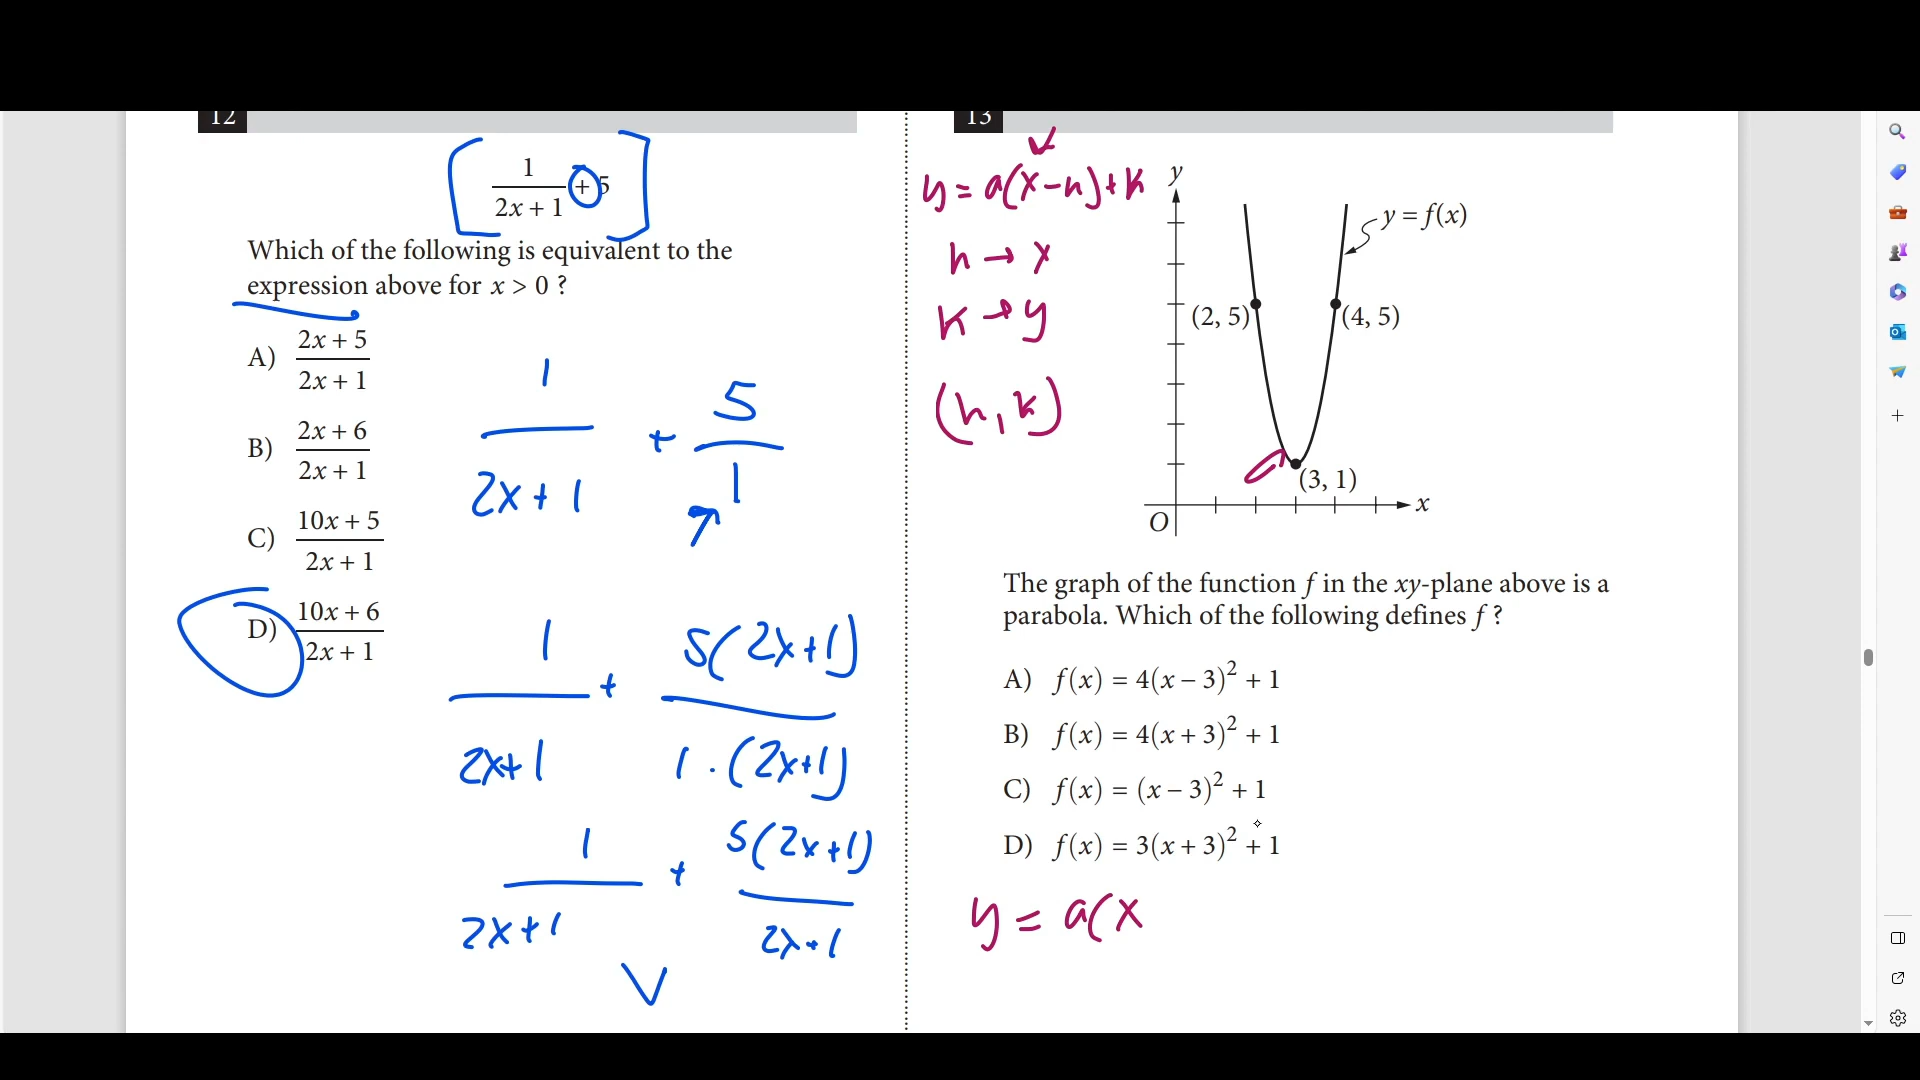 12
1
2x + 1
+ 5
Which of the following is equivalent to the
expression above for x > 0 ?
A) 2x + 5
2x + 1
B) 2x + 6
2x + 1
C) 10x + 5
2x + 1
D) 10x + 6
2x + 1
1
2x + 1
+
5
1
1
2x+1
+
5(2x+1)
1 · (2x+1)
1
2x+1
+
5(2x+1)
2x+1
13
y = a(x-h)+k
h → x
k → y
(h, k)
y
y = f(x)
(2, 5)
(4, 5)
(3, 1)
x
O
The graph of the function f in the xy-plane above is a
parabola. Which of the following defines f ?
A) f(x) = 4(x − 3)² + 1
B) f(x) = 4(x + 3)² + 1
C) f(x) = (x − 3)² + 1
D) f(x) = 3(x + 3)² + 1
y = a(x